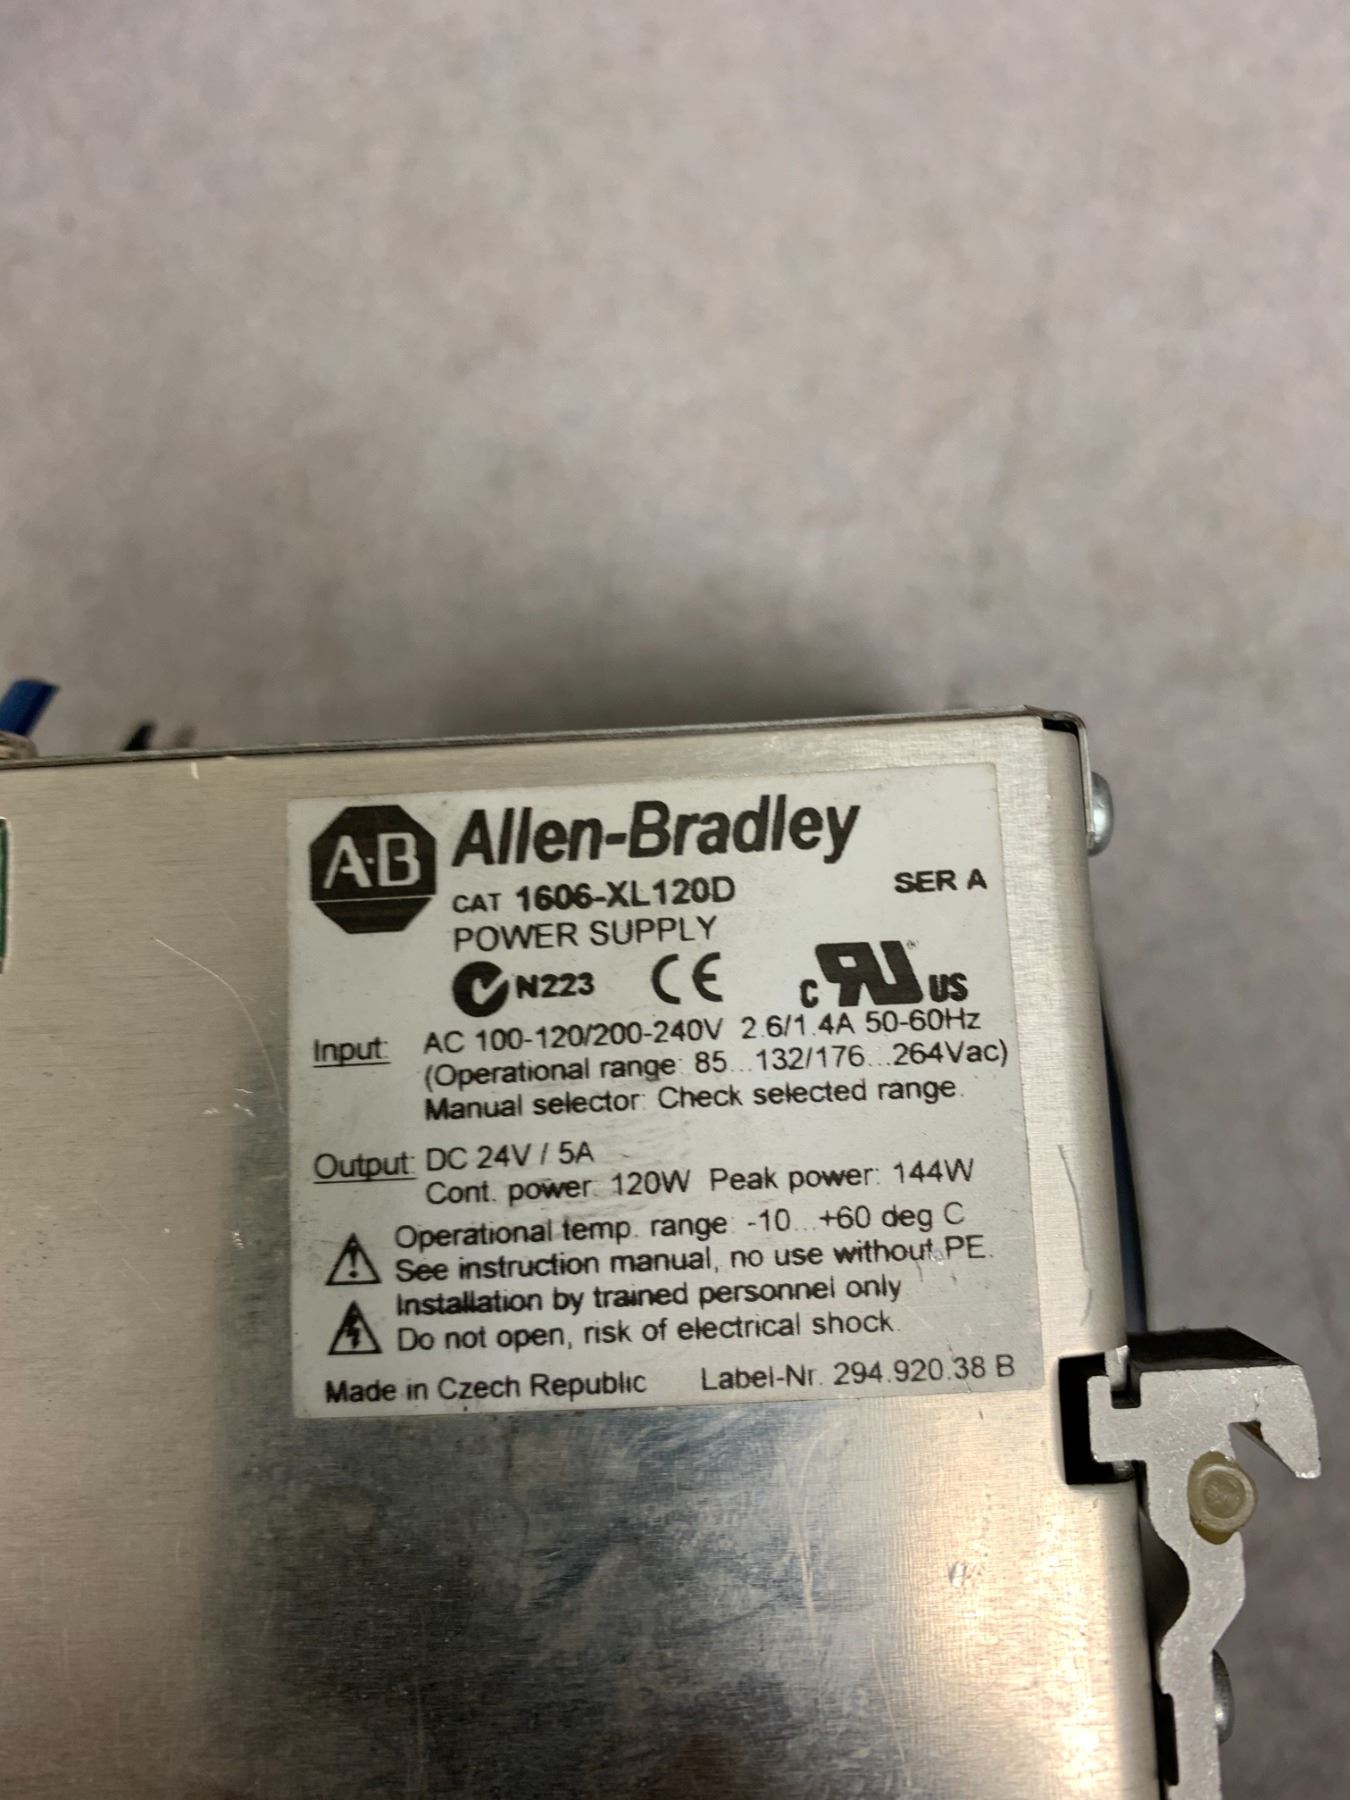 A-B Allen-Bradley
CAT 1606-XL120D SER A
POWER SUPPLY
N223 CE c RU ® US
Input: AC 100-120/200-240V 2.6/1.4A 50-60Hz
(Operational range: 85...132/176...264Vac)
Manual selector: Check selected range.
Output: DC 24V / 5A
Cont. power: 120W Peak power: 144W
Operational temp. range: -10...+60 deg C
See instruction manual, no use without PE.
Installation by trained personnel only
Do not open, risk of electrical shock.
Made in Czech Republic Label-Nr. 294.920.38 B